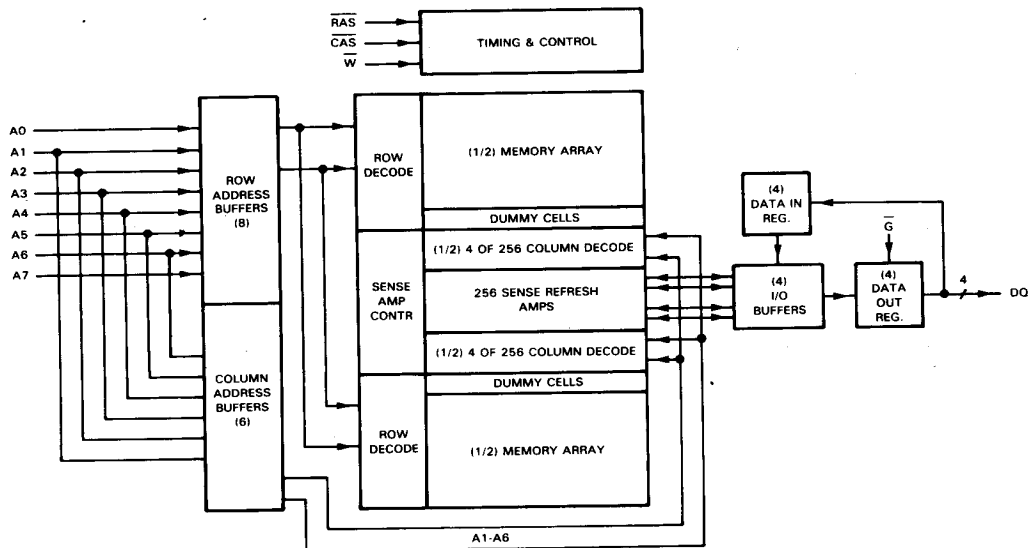 RAS
CAS
W
TIMING & CONTROL
A0
A1
A2
A3
A4
A5
A6
A7
ROW
ADDRESS
BUFFERS
(8)
COLUMN
ADDRESS
BUFFERS
(6)
ROW
DECODE
(1/2) MEMORY ARRAY
DUMMY CELLS
(1/2) 4 OF 256 COLUMN DECODE
SENSE
AMP
CONTR
256 SENSE REFRESH
AMPS
(1/2) 4 OF 256 COLUMN DECODE
DUMMY CELLS
ROW
DECODE
(1/2) MEMORY ARRAY
A1-A6
(4)
DATA IN
REG.
G
(4)
I/O
BUFFERS
(4)
DATA
OUT
REG.
4
DQ